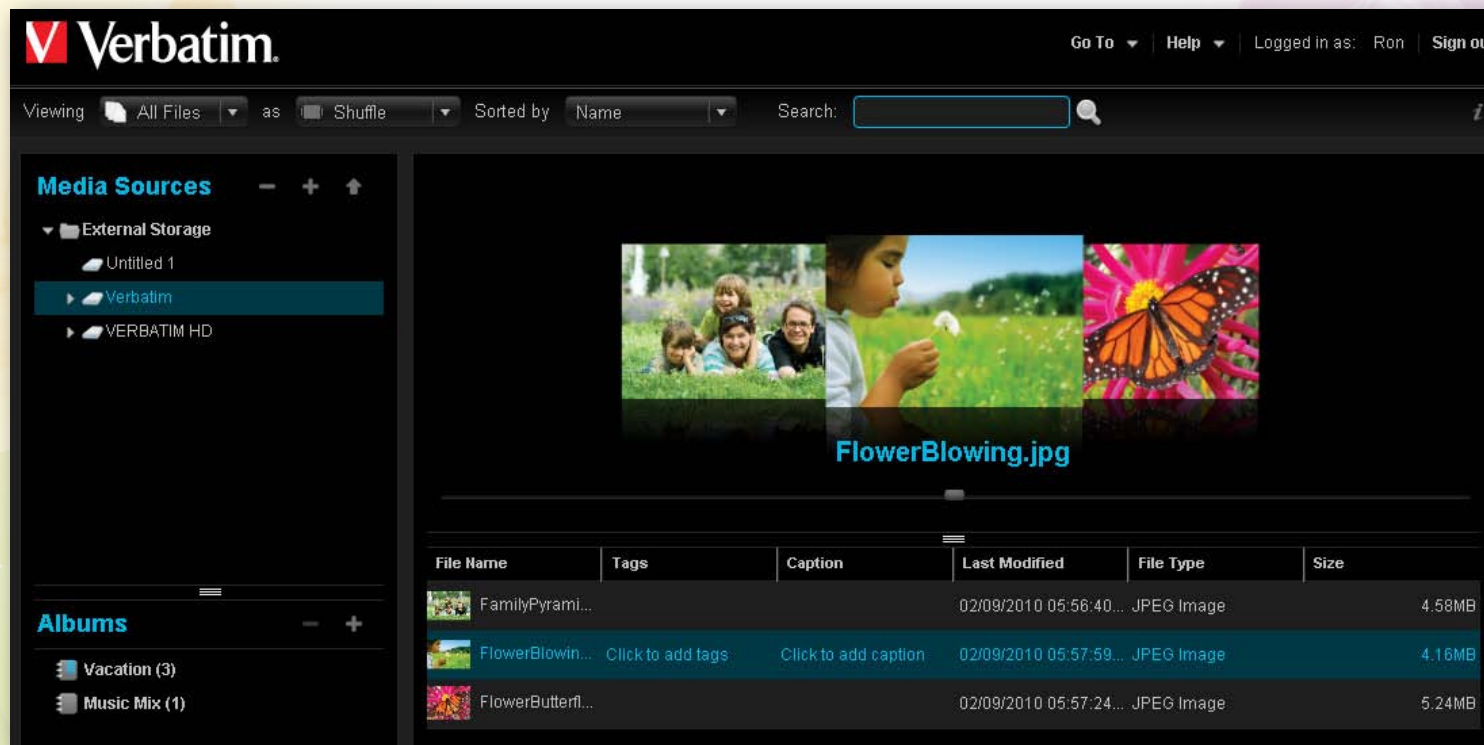 Verbatim.
Go To Help Logged in as: Ron Sign ou
Viewing All Files as Shuffle Sorted by Name Search:
i
Media Sources
External Storage
Untitled 1
Verbatim
VERBATIM HD
FlowerBlowing.jpg
File Name Tags Caption Last Modified File Type Size
FamilyPyrami... 02/09/2010 05:56:40... JPEG Image 4.58MB
FlowerBlowin... Click to add tags Click to add caption 02/09/2010 05:57:59... JPEG Image 4.16MB
FlowerButterfl... 02/09/2010 05:57:24... JPEG Image 5.24MB
Albums
Vacation (3)
Music Mix (1)